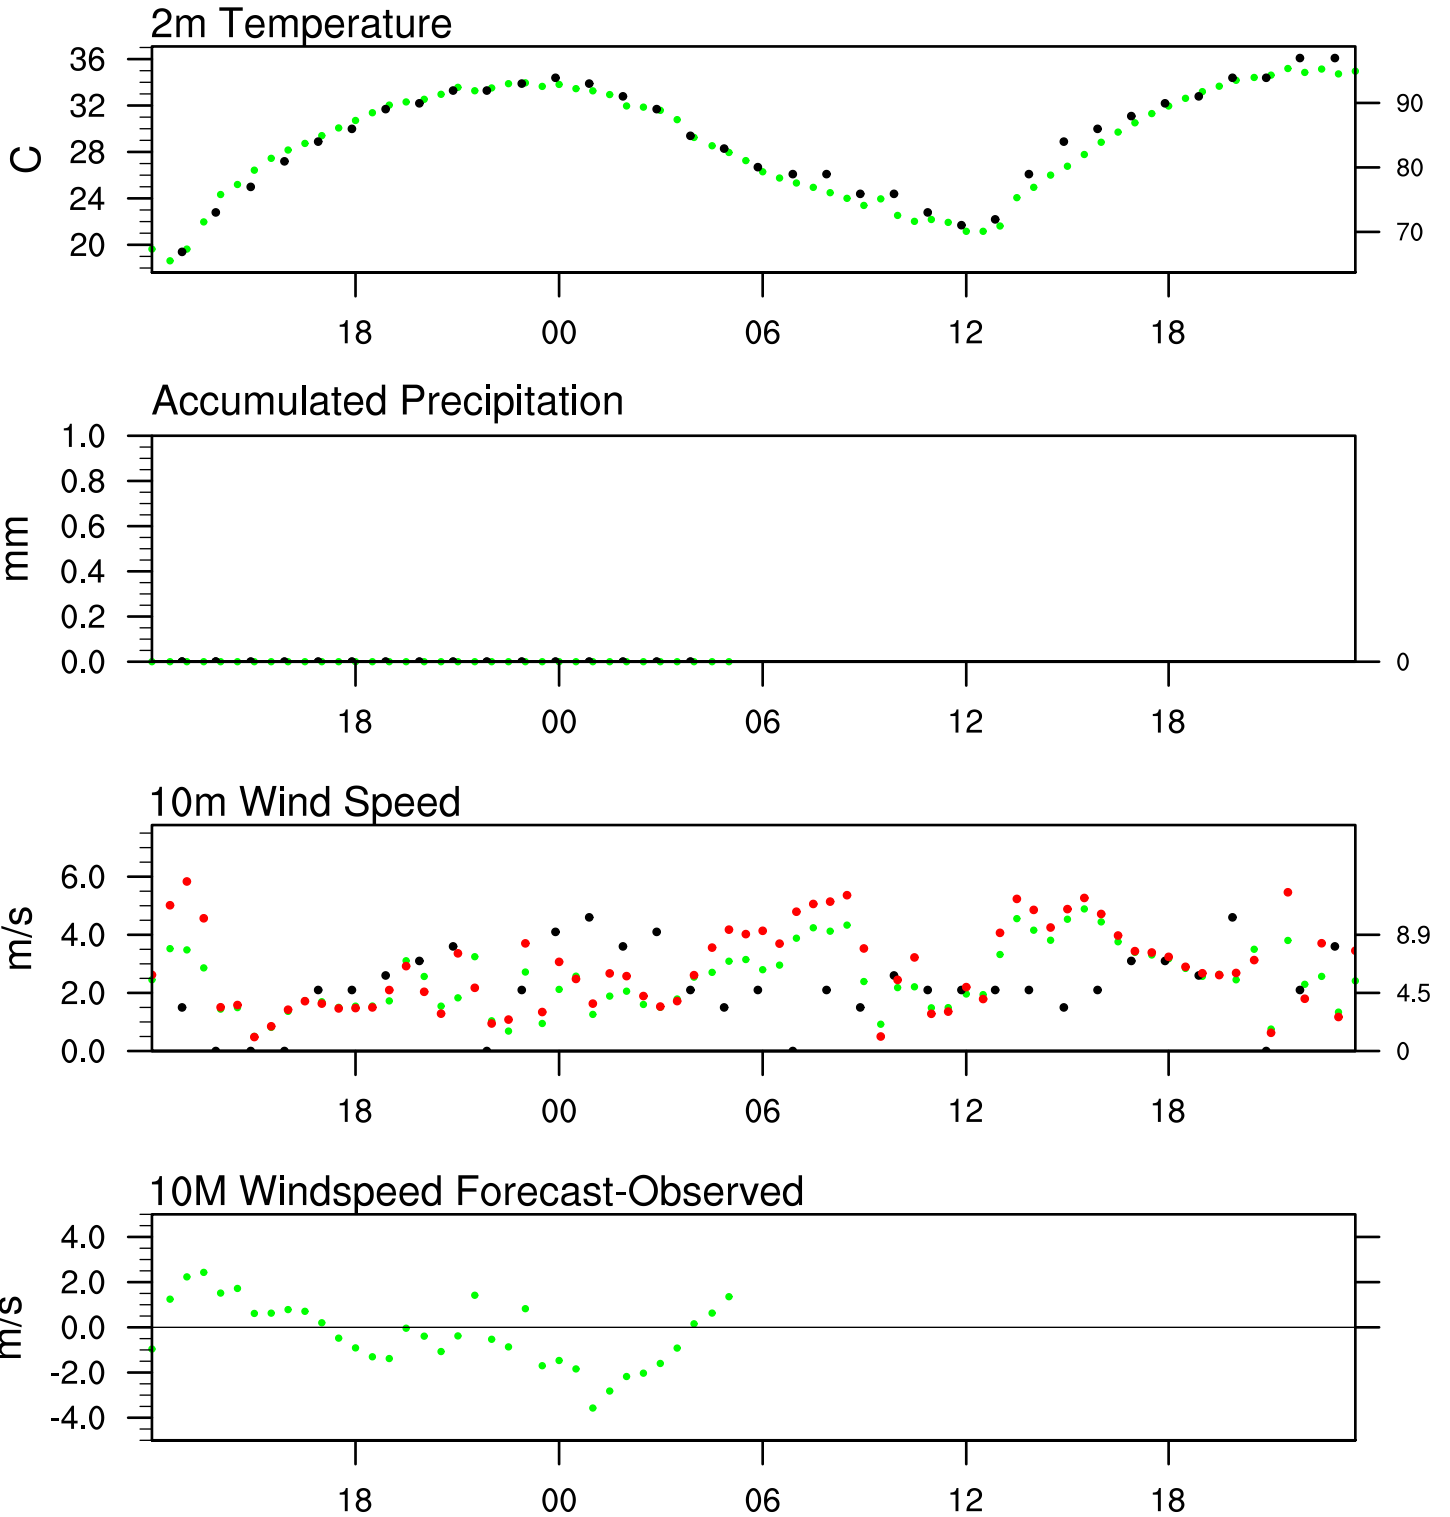 2m Temperature
36
32
28
24
20
C
90
80
70
18 00 06 12 18
Accumulated Precipitation
1.0
0.8
0.6
0.4
0.2
0.0
mm
0
18 00 06 12 18
10m Wind Speed
6.0
4.0
2.0
0.0
m/s
8.9
4.5
0
18 00 06 12 18
10M Windspeed Forecast-Observed
4.0
2.0
0.0
-2.0
-4.0
m/s
18 00 06 12 18